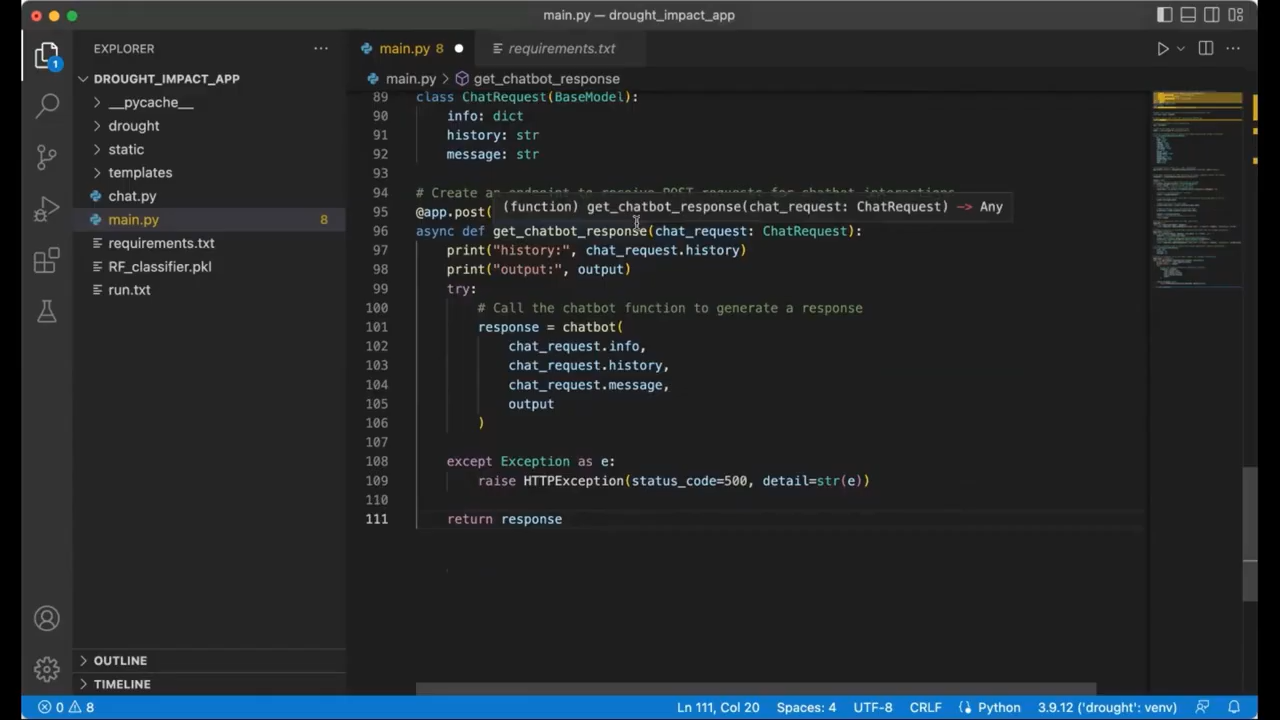 main.py — drought_impact_app
EXPLORER
main.py 8
requirements.txt
1
DROUGHT_IMPACT_APP
__pycache__
drought
static
templates
chat.py
main.py 8
requirements.txt
RF_classifier.pkl
run.txt
OUTLINE
TIMELINE
main.py > get_chatbot_response
89 class ChatRequest(BaseModel):
90 info: dict
91 history: str
92 message: str
93
94 # Create an endpoint to receive POST requests for chatbot interactions
(function) get_chatbot_response(chat_request: ChatRequest) -> Any
95 @app.post(
96 async def get_chatbot_response(chat_request: ChatRequest):
97 print("history:", chat_request.history)
98 print("output:", output)
99 try:
100 # Call the chatbot function to generate a response
101 response = chatbot(
102 chat_request.info,
103 chat_request.history,
104 chat_request.message,
105 output
106 )
107
108 except Exception as e:
109 raise HTTPException(status_code=500, detail=str(e))
110
111 return response
0 8 Ln 111, Col 20 Spaces: 4 UTF-8 CRLF Python 3.9.12 ('drought': venv)